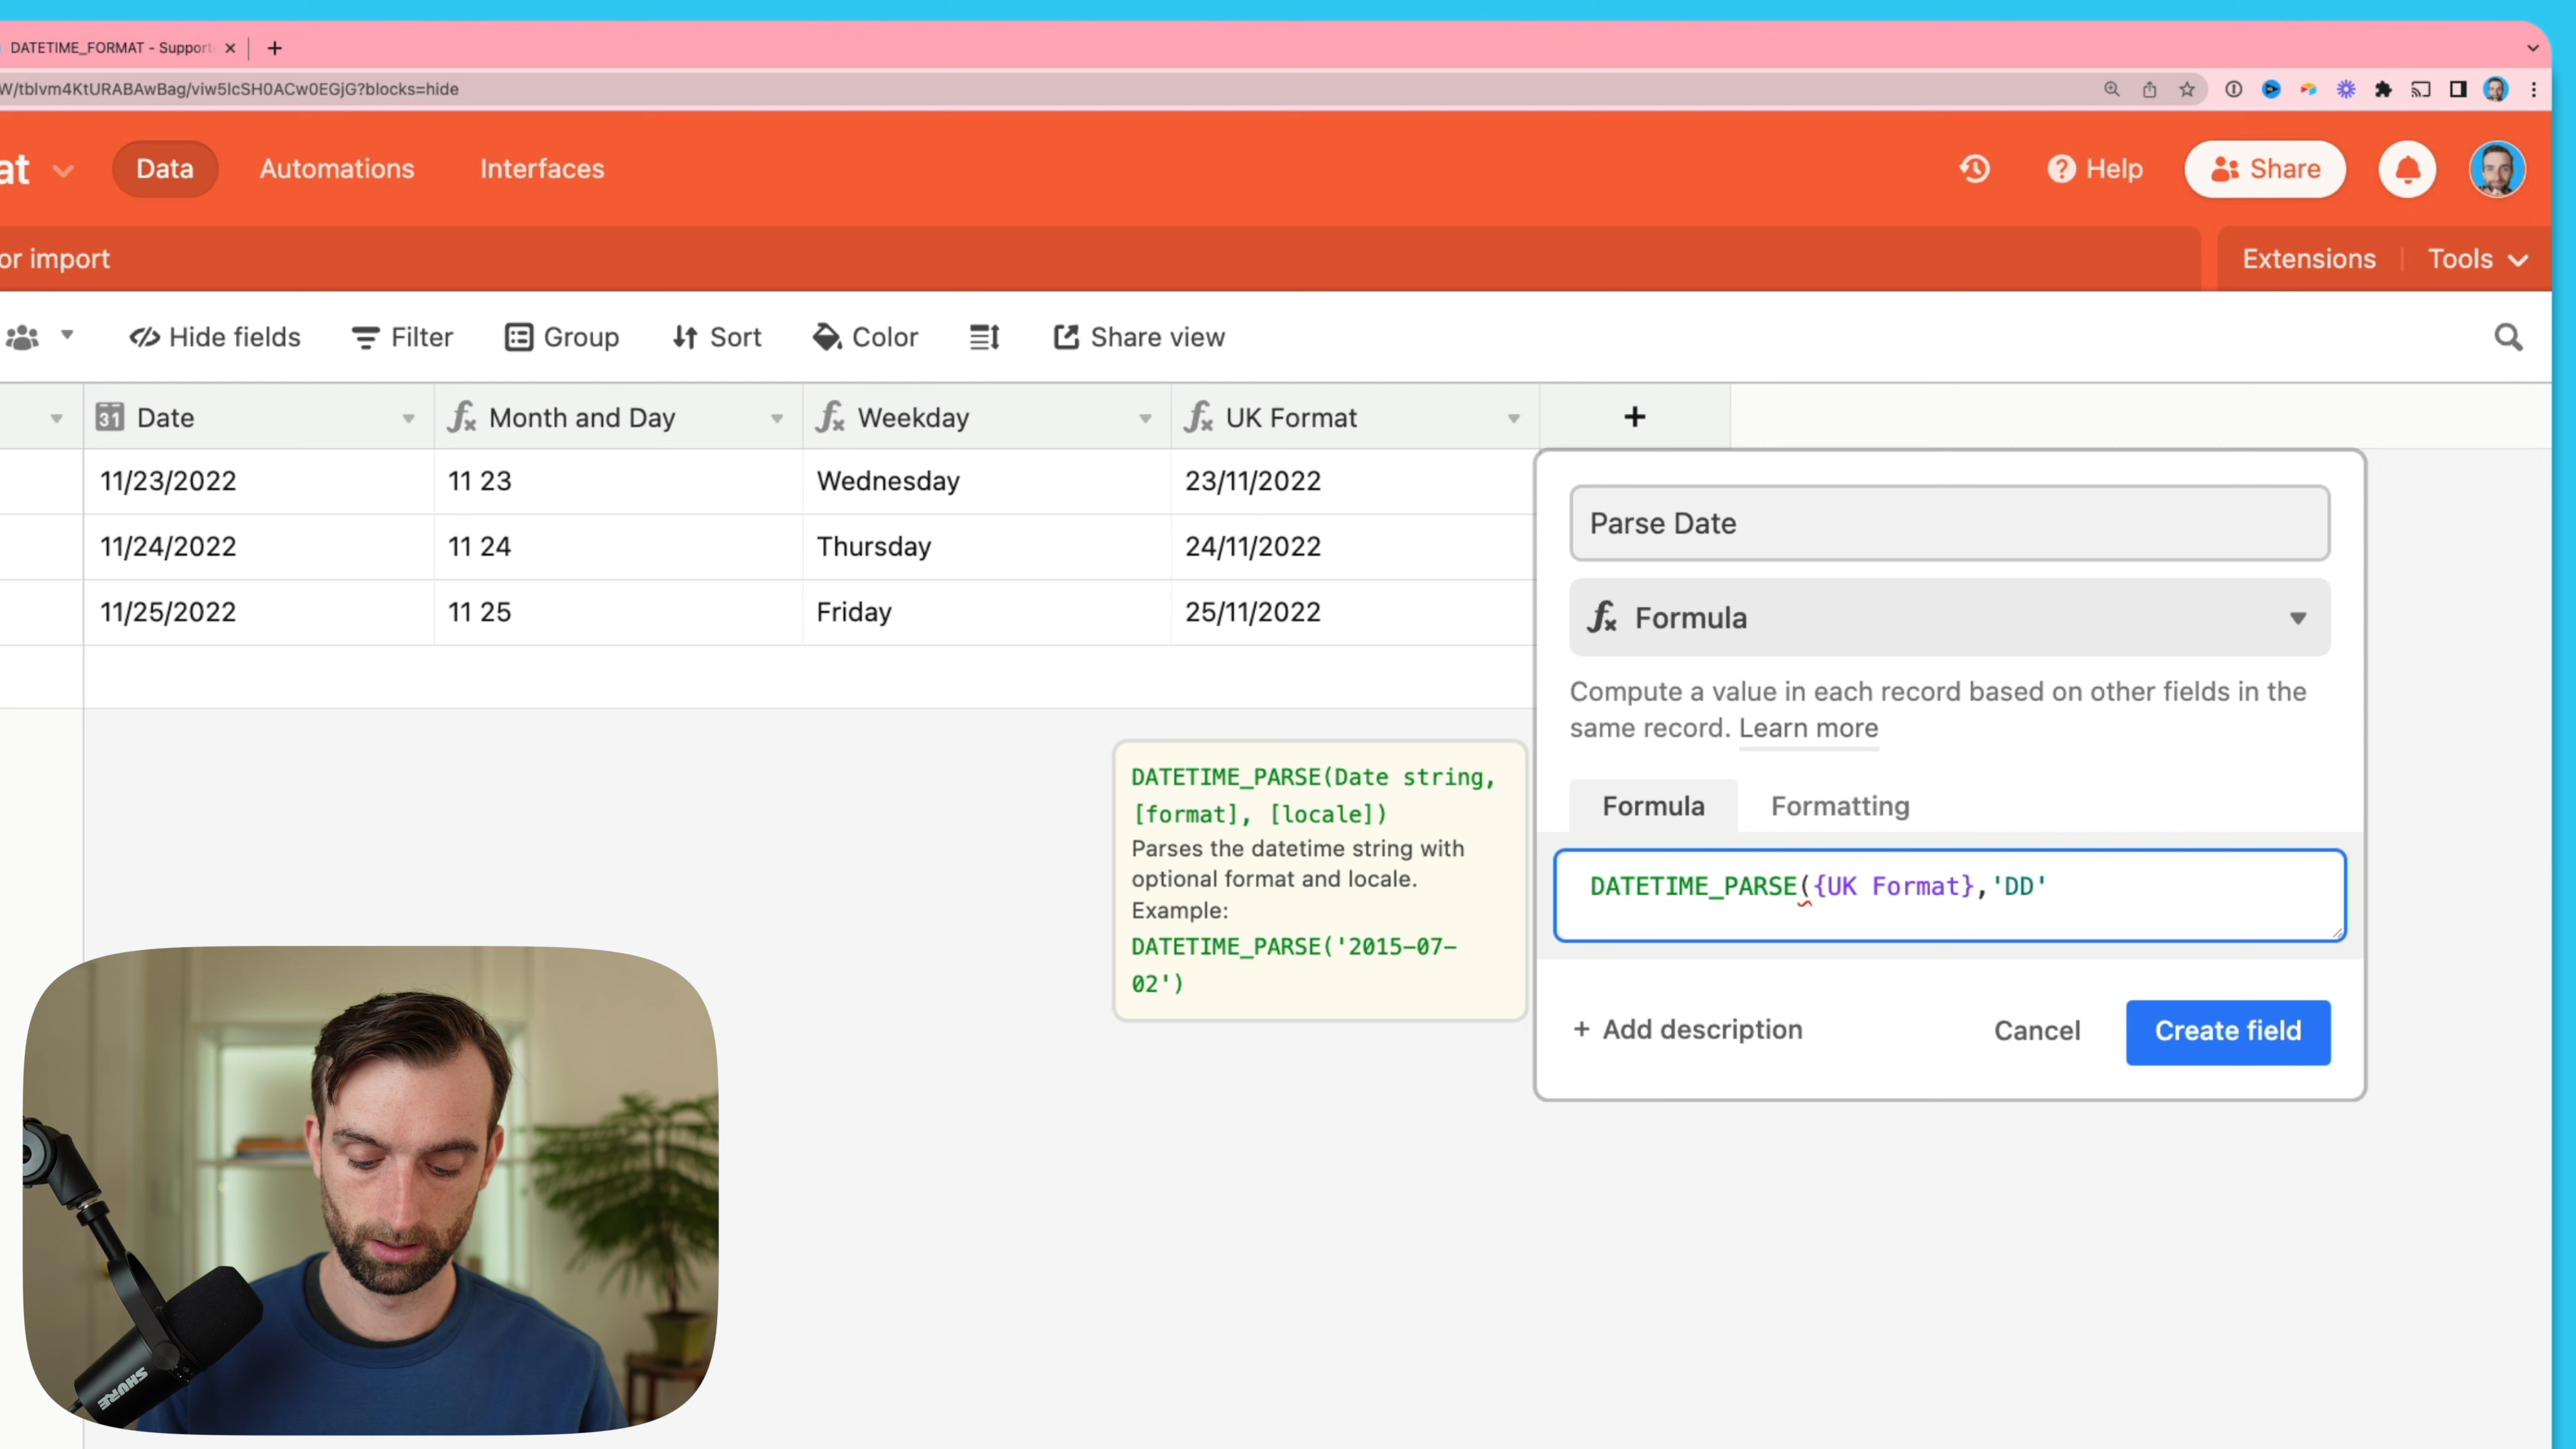 DATETIME_FORMAT - Support
W/tblvm4KtURABAwBag/viw5lcSH0ACw0EGjG?blocks=hide
at Data Automations Interfaces Help Share
or import Extensions Tools
Hide fields Filter Group Sort Color Share view
31 Date Month and Day Weekday UK Format +
11/23/2022 11 23 Wednesday 23/11/2022
11/24/2022 11 24 Thursday 24/11/2022
11/25/2022 11 25 Friday 25/11/2022
Parse Date
Formula
Compute a value in each record based on other fields in the
same record. Learn more
Formula Formatting
DATETIME_PARSE({UK Format},'DD'
+ Add description Cancel Create field
DATETIME_PARSE(Date string,
[format], [locale])
Parses the datetime string with
optional format and locale.
Example:
DATETIME_PARSE('2015-07-
02')
SHURE